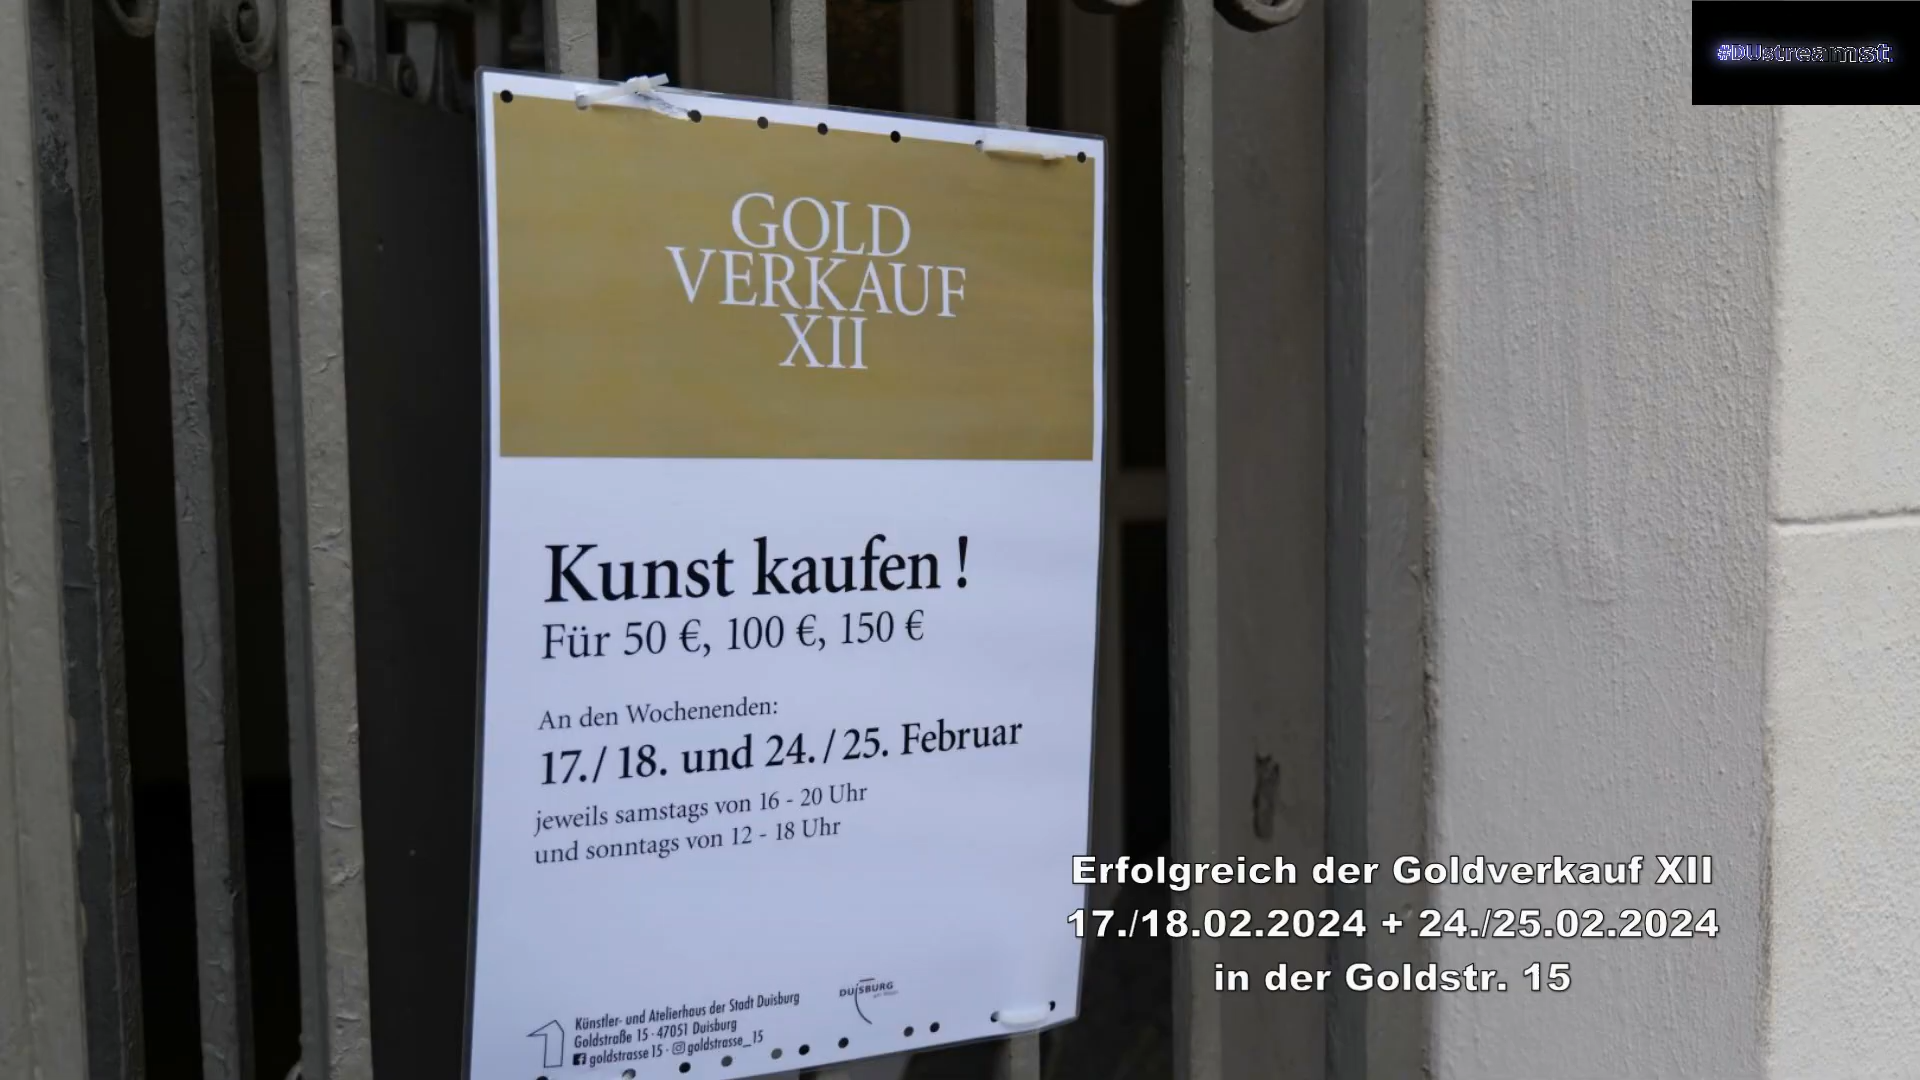 #DUstreamst
GOLD
VERKAUF
XII
Kunst kaufen !
Für 50 €, 100 €, 150 €
An den Wochenenden:
17./ 18. und 24. / 25. Februar
jeweils samstags von 16 - 20 Uhr
und sonntags von 12 - 18 Uhr
Erfolgreich der Goldverkauf XII
17./18.02.2024 + 24./25.02.2024
in der Goldstr. 15
DUISBURG
Künstler- und Atelierhaus der Stadt Duisburg
Goldstraße 15 · 47051 Duisburg
goldstrasse 15 · goldstrasse_15